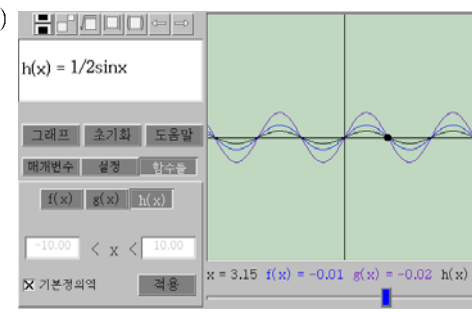 )
h(x) = 1/2sinx
그래프 초기화 도움말
매개변수 설정 함수들
f(x) g(x) h(x)
-10.00 < x < 10.00
기본정의역 적용
x = 3.15 f(x) = -0.01 g(x) = -0.02 h(x)